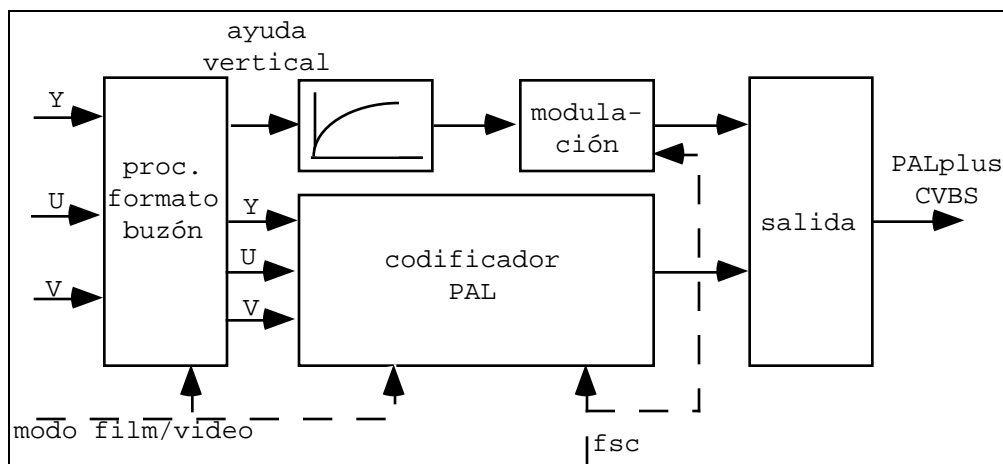 ayuda
vertical
Y
U
V
proc.
formato
buzón
modula-
ción
Y
U
V
codificador
PAL
salida
PALplus
CVBS
modo film/video
fsc